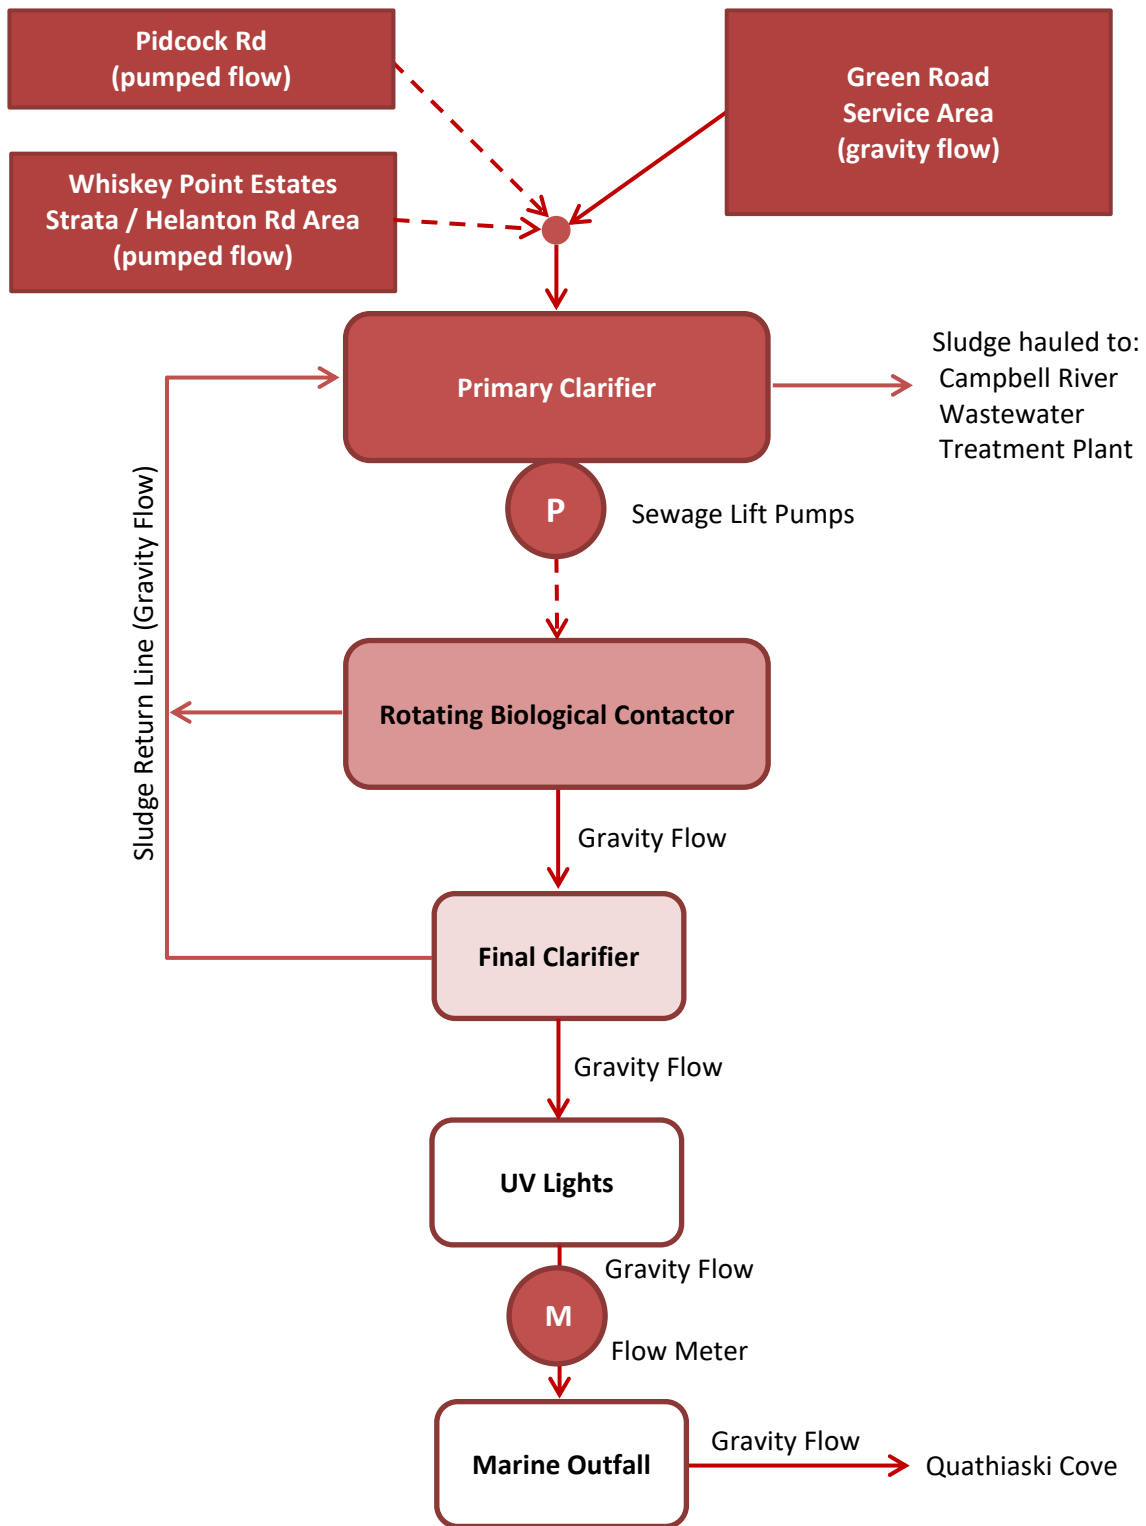 Pidcock Rd
(pumped flow)
Green Road
Service Area
(gravity flow)
Whiskey Point Estates
Strata / Helanton Rd Area
(pumped flow)
Primary Clarifier
Sludge hauled to:
Campbell River
Wastewater
Treatment Plant
P
Sewage Lift Pumps
Sludge Return Line (Gravity Flow)
Rotating Biological Contactor
Gravity Flow
Final Clarifier
Gravity Flow
UV Lights
Gravity Flow
M
Flow Meter
Marine Outfall
Gravity Flow
Quathiaski Cove